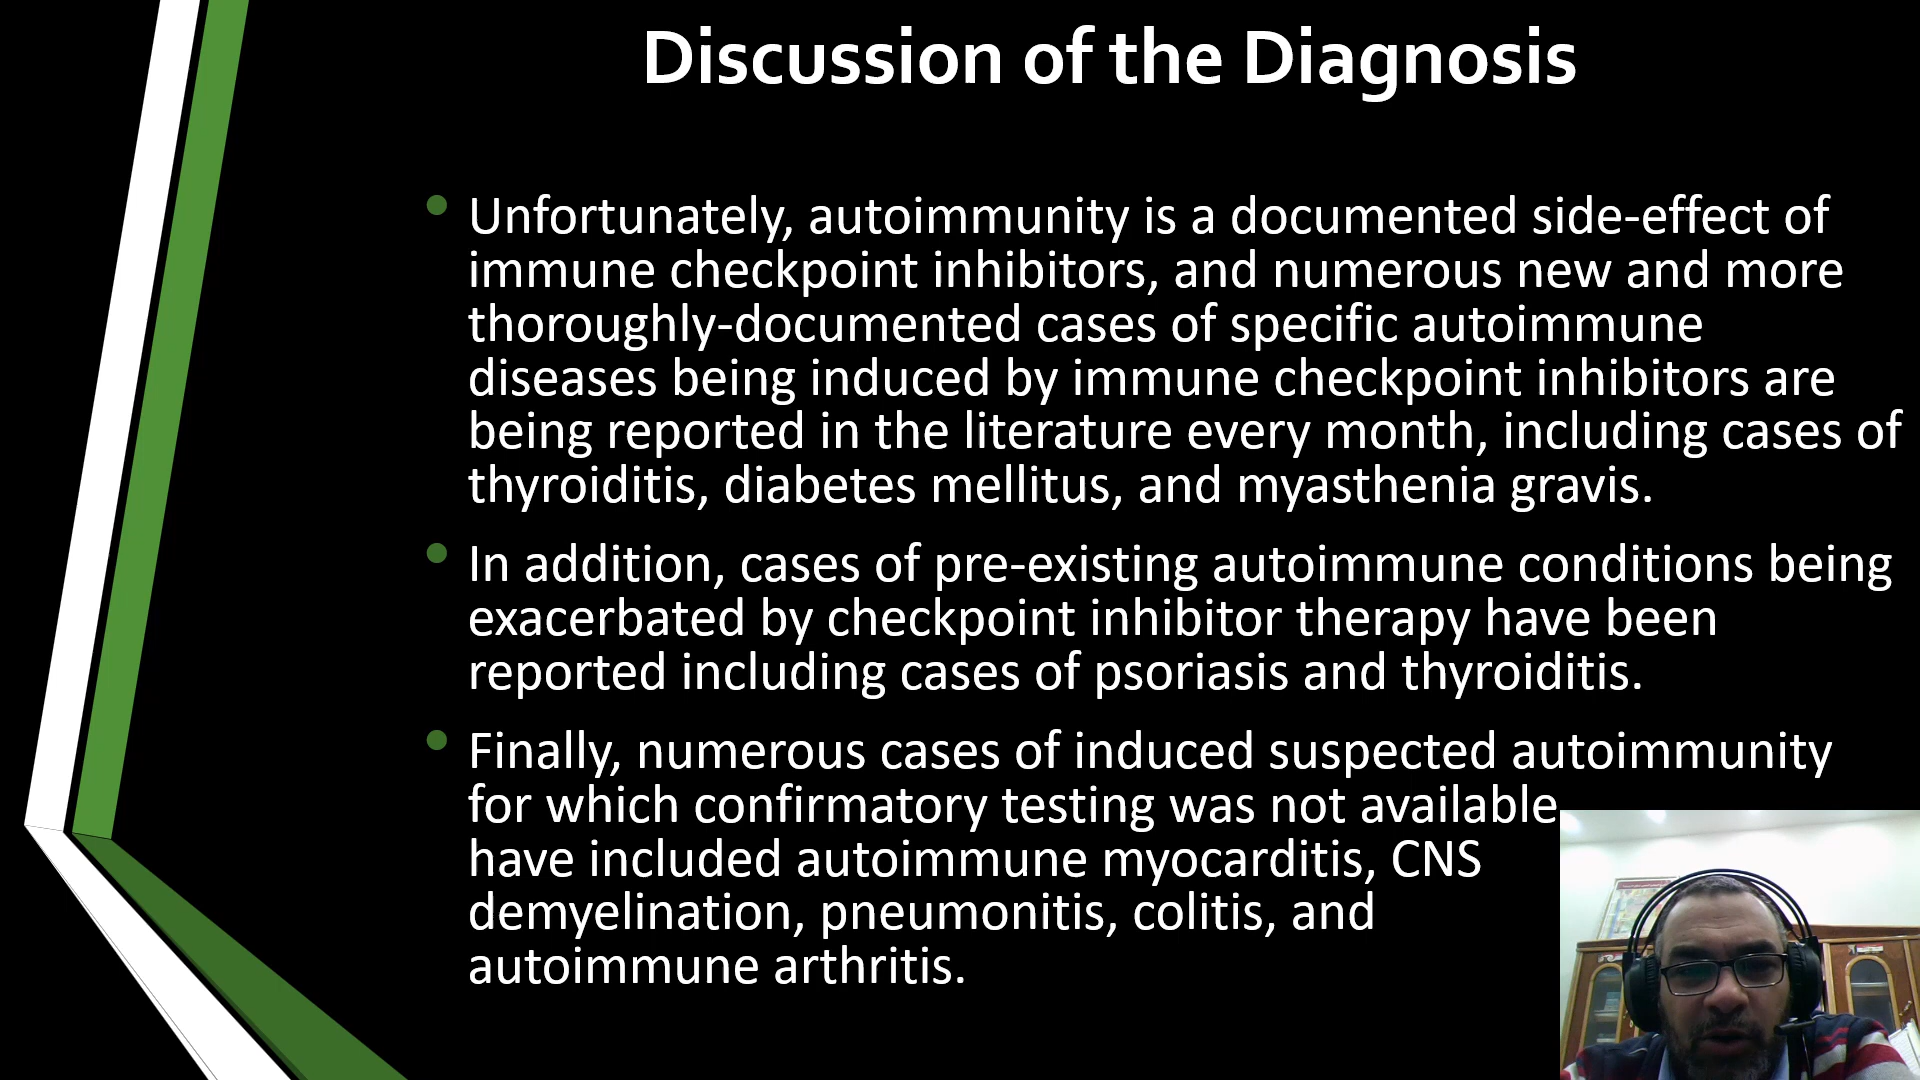 Discussion of the Diagnosis
Unfortunately, autoimmunity is a documented side-effect of
immune checkpoint inhibitors, and numerous new and more
thoroughly-documented cases of specific autoimmune
diseases being induced by immune checkpoint inhibitors are
being reported in the literature every month, including cases of
thyroiditis, diabetes mellitus, and myasthenia gravis.
In addition, cases of pre-existing autoimmune conditions being
exacerbated by checkpoint inhibitor therapy have been
reported including cases of psoriasis and thyroiditis.
Finally, numerous cases of induced suspected autoimmunity
for which confirmatory testing was not available
have included autoimmune myocarditis, CNS
demyelination, pneumonitis, colitis, and
autoimmune arthritis.